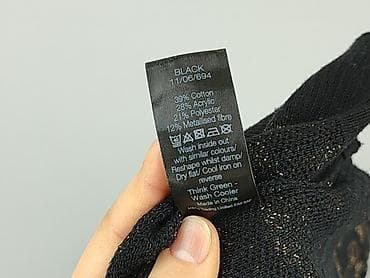 BLACK
11/06/694
39% Cotton
28% Acrylic
21% Polyester
12% Metallised fibre
Wash inside out
with similar colours/
Reshape whilst damp/
Dry flat/ Cool iron on
reverse
Think Green -
Wash Cooler
Made in China